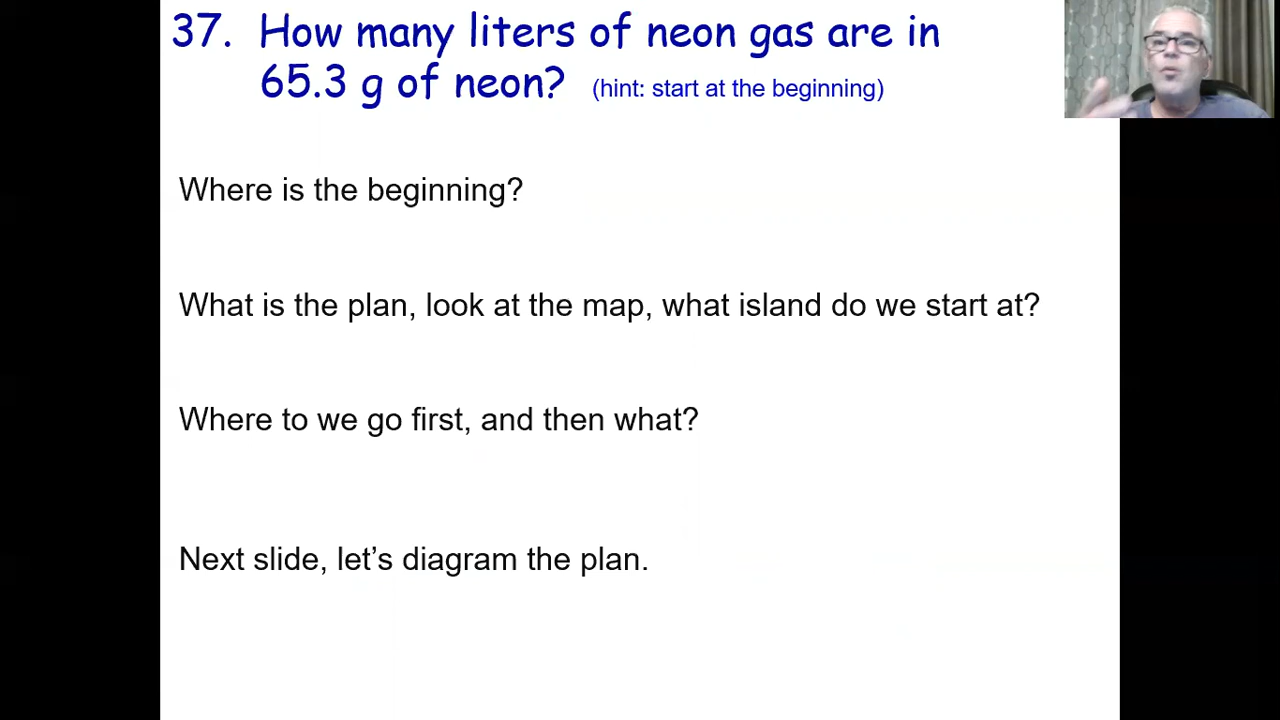 37. How many liters of neon gas are in
65.3 g of neon? (hint: start at the beginning)
Where is the beginning?
What is the plan, look at the map, what island do we start at?
Where to we go first, and then what?
Next slide, let’s diagram the plan.